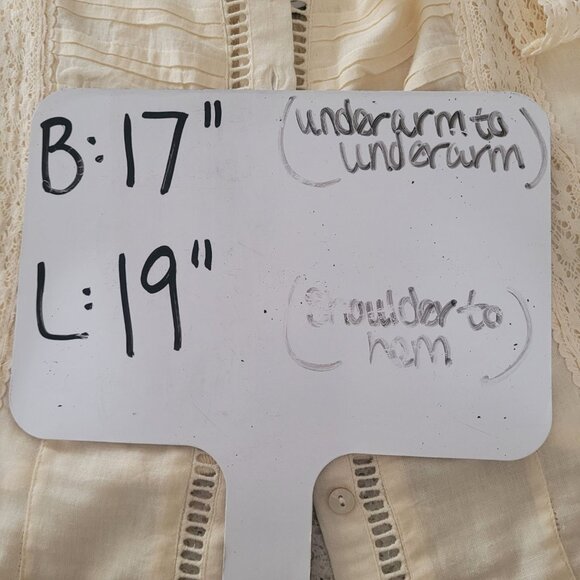 B: 17" (underarm to
underarm)
L: 19" (Shoulder to
hem)